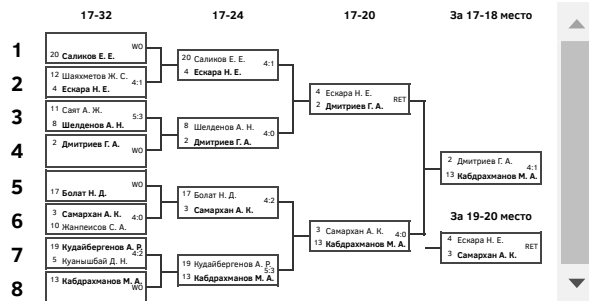 17-32
17-24
17-20
За 17-18 место
1
WO
20 Саликов Е. Е.
2
12 Шаяхметов Ж. С.
4 Ескара Н. Е.
4:1
3
11 Саят А. Ж.
8 Шелденов А. Н.
5:3
4
2 Дмитриев Г. А.
WO
5
WO
17 Болат Н. Д.
6
3 Самархан А. К.
10 Жанпеисов С. А.
4:0
7
19 Кудайбергенов А. Р.
5 Куанышбай Д. Н.
4:2
8
13 Кабдрахманов М. А.
WO
20 Саликов Е. Е.
4 Ескара Н. Е.
4:1
8 Шелденов А. Н.
2 Дмитриев Г. А.
4:0
17 Болат Н. Д.
3 Самархан А. К.
4:2
19 Кудайбергенов А. Р.
13 Кабдрахманов М. А.
5:3
4 Ескара Н. Е.
2 Дмитриев Г. А.
RET
3 Самархан А. К.
13 Кабдрахманов М. А.
4:0
2 Дмитриев Г. А.
13 Кабдрахманов М. А.
4:1
За 19-20 место
4 Ескара Н. Е.
3 Самархан А. К.
RET